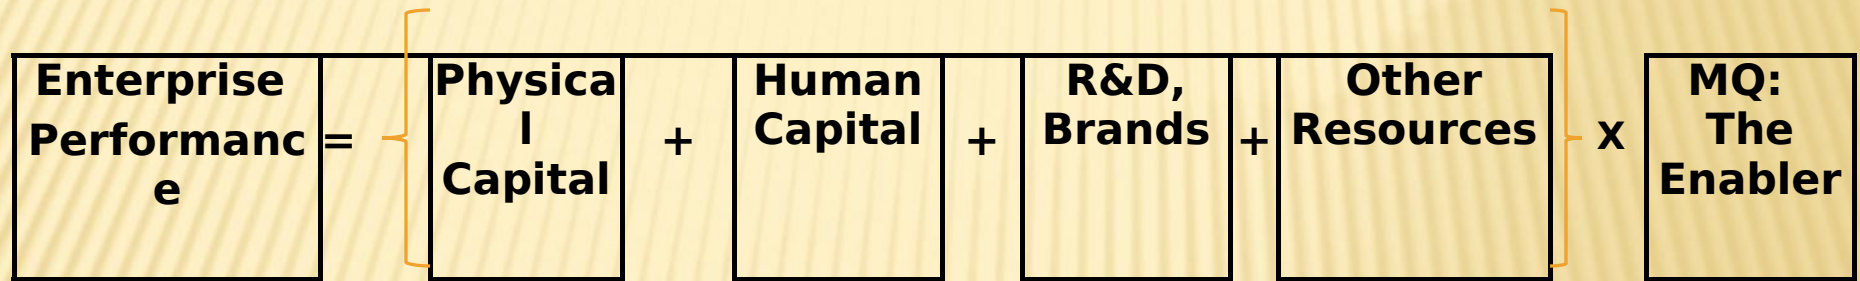 Enterprise
Performanc
e
=
Physica
l
Capital
+
Human
Capital
+
R&D,
Brands
+
Other
Resources
X
MQ:
The
Enabler